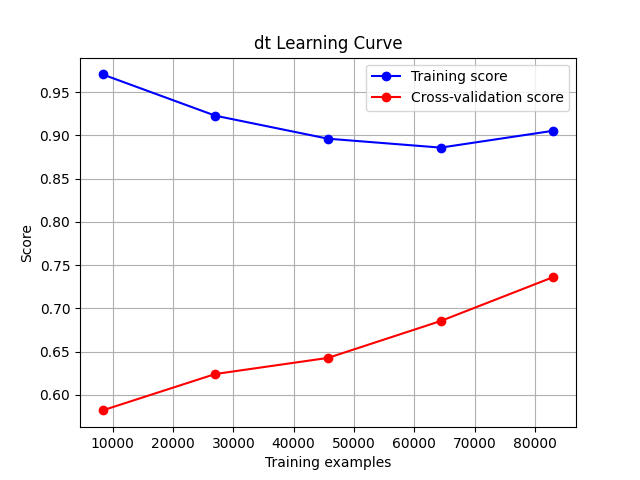 dt Learning Curve
Training score
Cross-validation score
Score
0.95
0.90
0.85
0.80
0.75
0.70
0.65
0.60
10000 20000 30000 40000 50000 60000 70000 80000
Training examples